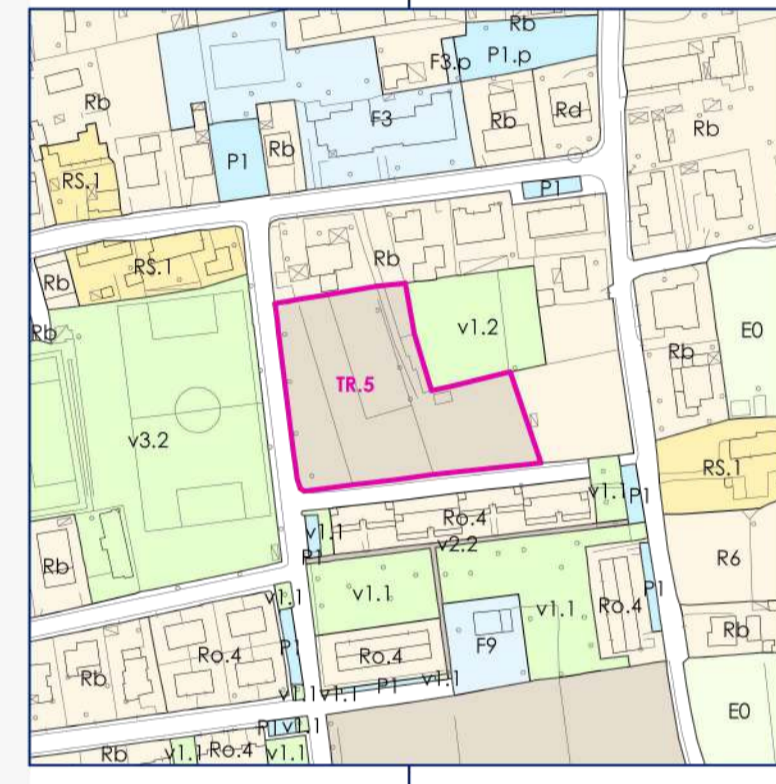 Rb
F3.p
P1.p
Rb
F3
Rb
Rd
Rb
P1
Rb
RS.1
P1
Rb
RS.1
Rb
Rb
v1.2
E0
Rb
TR.5
v3.2
RS.1
v1.1
P1
Ro.4
v1.1
v2.2
P1
R6
Rb
v1.1
P1
v1.1
v1.1
Ro.4
Rb
P1
Ro.4
Ro.4
F9
Rb
v1.1
P1
v1.1
v1.1
E0
P1
v1.1
Rb
v1.1
Ro.4
v1.1